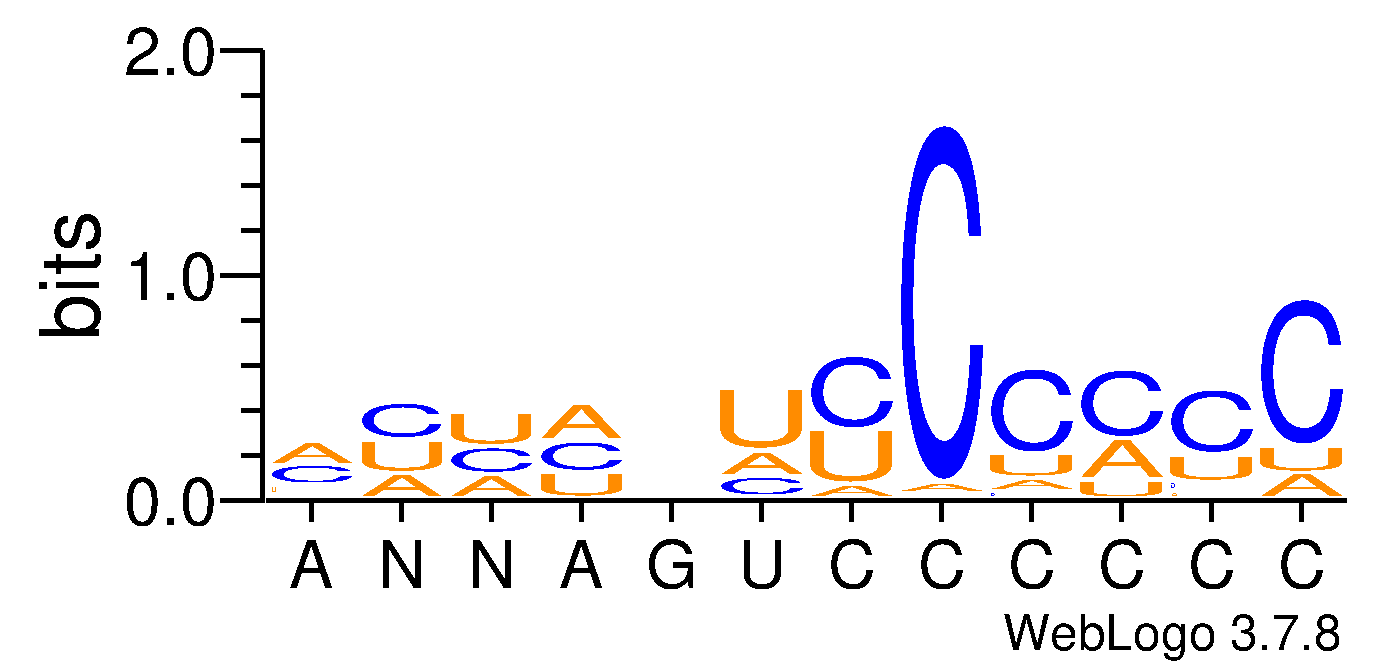 2.0
1.0
0.0
bits
A C
C U A
U C A
A C U
U A C
C U A
C A
C U A
C A U
C U
C U A
A N N A G U C C C C C C
WebLogo 3.7.8